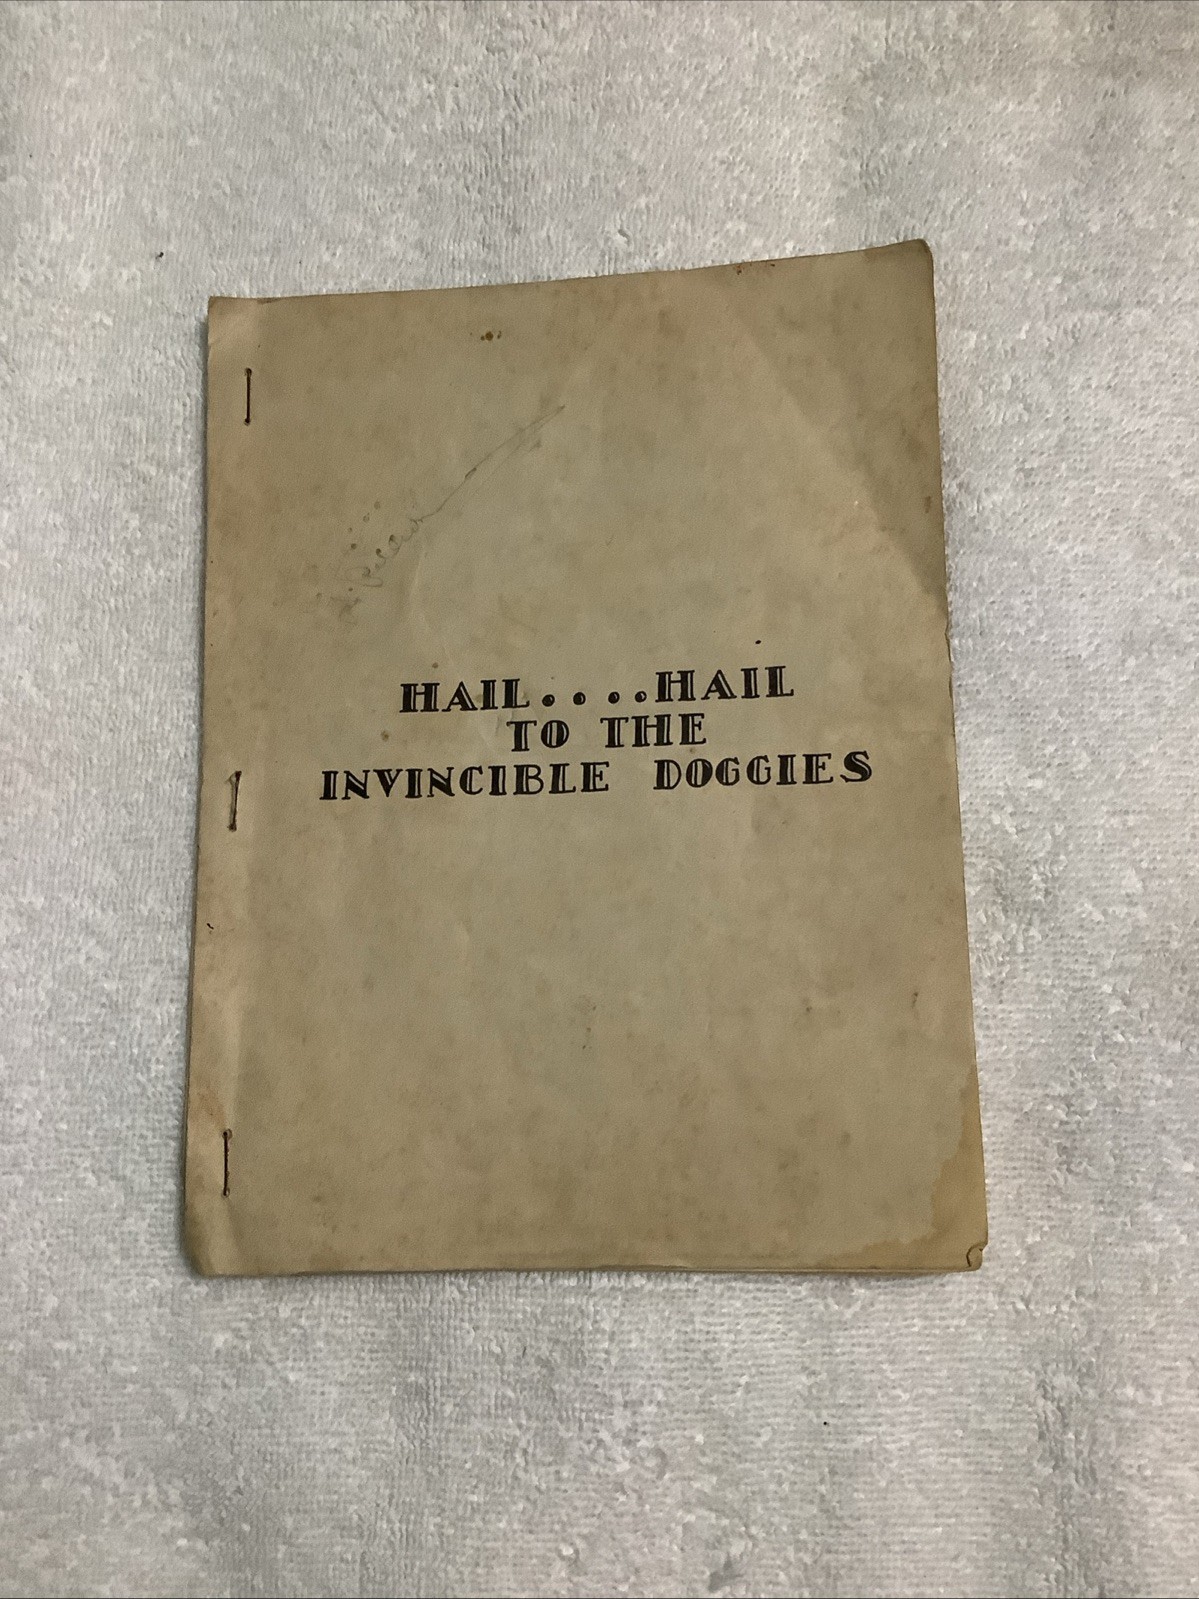 HAIL....HAIL
TO THE
INVINCIBLE DOGGIES